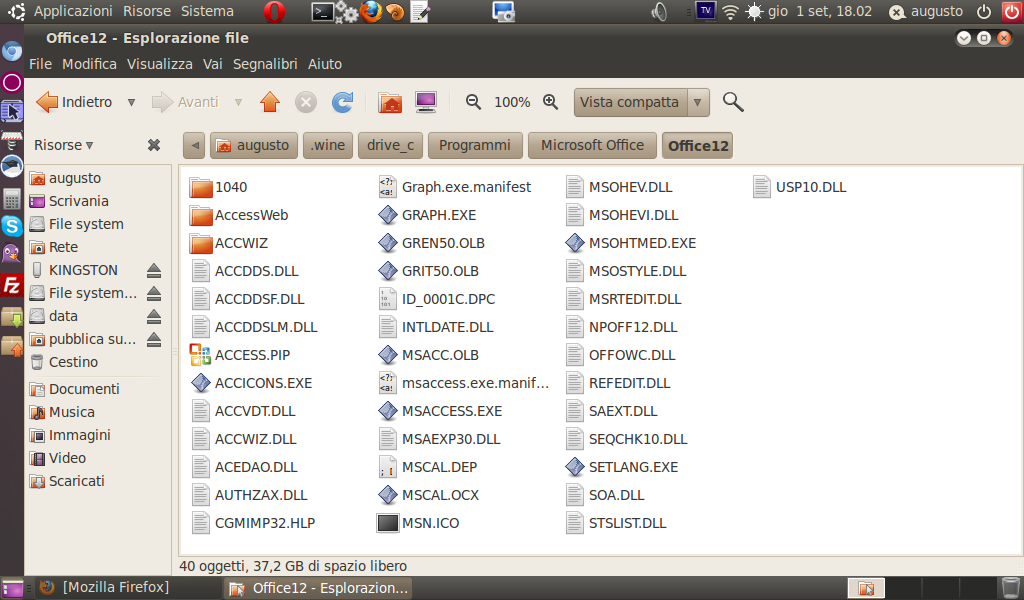 Applicazioni Risorse Sistema TV gio 1 set, 18.02 augusto
Office12 - Esplorazione file
File Modifica Visualizza Vai Segnalibri Aiuto
Indietro Avanti 100% Vista compatta
Risorse augusto .wine drive_c Programmi Microsoft Office Office12
augusto
Scrivania
File system
Rete
KINGSTON
File system...
data
pubblica su...
Cestino
Documenti
Musica
Immagini
Video
Scaricati
1040
AccessWeb
ACCWIZ
ACCDDS.DLL
ACCDDSF.DLL
ACCDDSLM.DLL
ACCESS.PIP
ACCICONS.EXE
ACCVDT.DLL
ACCWIZ.DLL
ACEDAO.DLL
AUTHZAX.DLL
CGMIMP32.HLP
Graph.exe.manifest
GRAPH.EXE
GREN50.OLB
GRIT50.OLB
ID_0001C.DPC
INTLDATE.DLL
MSACC.OLB
msaccess.exe.manif...
MSACCESS.EXE
MSAEXP30.DLL
MSCAL.DEP
MSCAL.OCX
MSN.ICO
MSOHEV.DLL
MSOHEVI.DLL
MSOHTMED.EXE
MSOSTYLE.DLL
MSRTEDIT.DLL
NPOFF12.DLL
OFFOWC.DLL
REFEDIT.DLL
SAEXT.DLL
SEQCHK10.DLL
SETLANG.EXE
SOA.DLL
STSLIST.DLL
USP10.DLL
40 oggetti, 37,2 GB di spazio libero
[Mozilla Firefox] Office12 - Esplorazion...